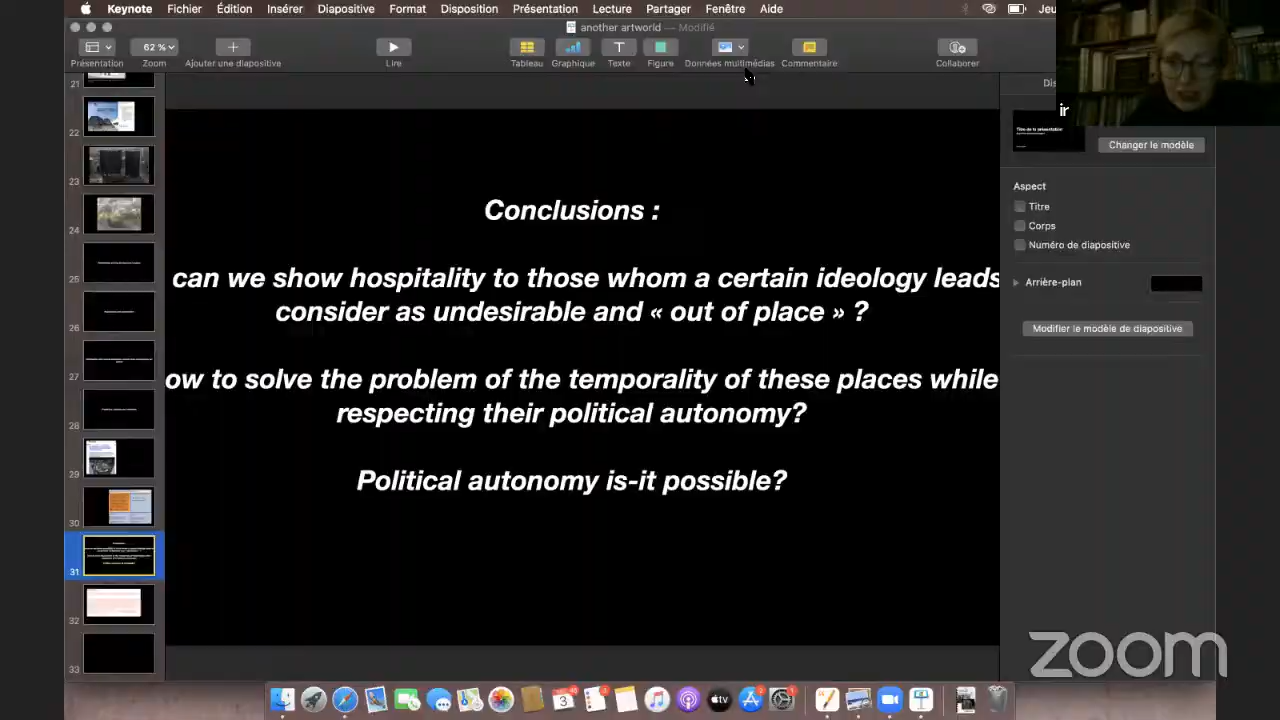 Keynote Fichier Édition Insérer Diapositive Format Disposition Présentation Lecture Partager Fenêtre Aide Jeu
another artworld — Modifié
62 %
Présentation Zoom Ajouter une diapositive Lire Tableau Graphique Texte Figure Données multimédias Commentaire Collaborer
ir
Changer le modèle
Aspect
Titre
Corps
Numéro de diapositive
Arrière-plan
Modifier le modèle de diapositive
21
22
23
24
25
26
27
28
29
30
31
32
33
Conclusions :
can we show hospitality to those whom a certain ideology leads
consider as undesirable and « out of place » ?
ow to solve the problem of the temporality of these places while
respecting their political autonomy?
Political autonomy is-it possible?
zoom